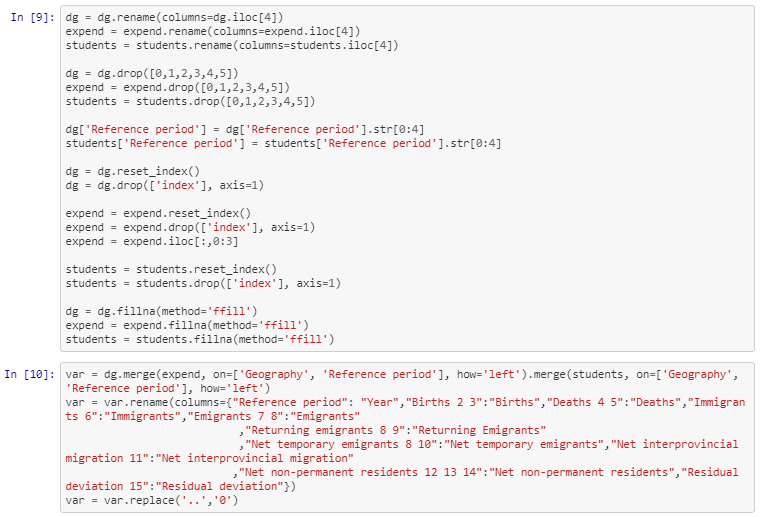 In [9]:
dg = dg.rename(columns=dg.iloc[4])
expend = expend.rename(columns=expend.iloc[4])
students = students.rename(columns=students.iloc[4])
dg = dg.drop([0,1,2,3,4,5])
expend = expend.drop([0,1,2,3,4,5])
students = students.drop([0,1,2,3,4,5])
dg['Reference period'] = dg['Reference period'].str[0:4]
students['Reference period'] = students['Reference period'].str[0:4]
dg = dg.reset_index()
dg = dg.drop(['index'], axis=1)
expend = expend.reset_index()
expend = expend.drop(['index'], axis=1)
expend = expend.iloc[:,0:3]
students = students.reset_index()
students = students.drop(['index'], axis=1)
dg = dg.fillna(method='ffill')
expend = expend.fillna(method='ffill')
students = students.fillna(method='ffill')
In [10]:
var = dg.merge(expend, on=['Geography', 'Reference period'], how='left').merge(students, on=['Geography',
'Reference period'], how='left')
var = var.rename(columns={"Reference period": "Year","Births 2 3":"Births","Deaths 4 5":"Deaths","Immigran
ts 6":"Immigrants","Emigrants 7 8":"Emigrants"
,"Returning emigrants 8 9":"Returning Emigrants"
,"Net temporary emigrants 8 10":"Net temporary emigrants","Net interprovincial
migration 11":"Net interprovincial migration"
,"Net non-permanent residents 12 13 14":"Net non-permanent residents","Residual
deviation 15":"Residual deviation"})
var = var.replace('..','0')